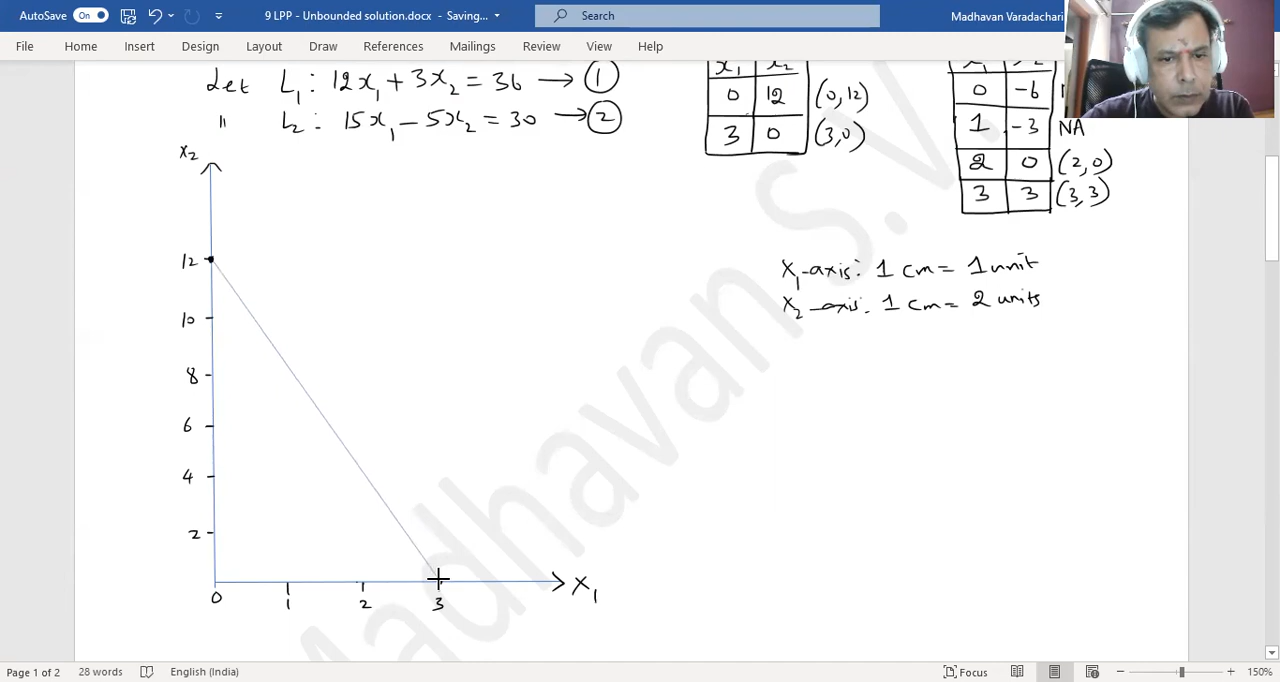 AutoSave On 9 LPP - Unbounded solution.docx - Saving... Search Madhavan Varadachari
File Home Insert Design Layout Draw References Mailings Review View Help
Let L1 : 12x1 + 3x2 = 36 → 1
" L2 : 15x1 - 5x2 = 30 → 2
x1 x2
0 12 (0,12)
3 0 (3,0)
0 -6
1 -3 NA
2 0 (2,0)
3 3 (3,3)
x2
12
10
8
6
4
2
0 1 2 3 X1
X1-axis: 1 cm = 1 unit
X2-axis: 1 cm = 2 units
Madhavan S.V.
Page 1 of 2 28 words English (India) Focus 150%